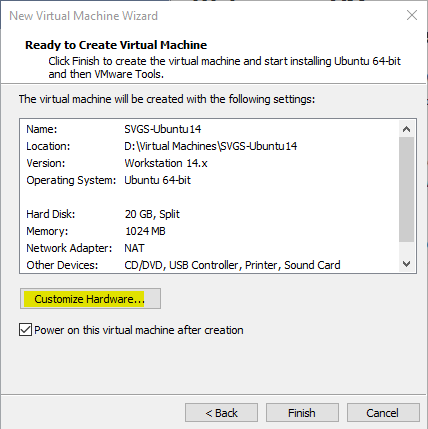 New Virtual Machine Wizard
Ready to Create Virtual Machine
Click Finish to create the virtual machine and start installing Ubuntu 64-bit
and then VMware Tools.
The virtual machine will be created with the following settings:
Name: SVGS-Ubuntu14
Location: D:\Virtual Machines\SVGS-Ubuntu14
Version: Workstation 14.x
Operating System: Ubuntu 64-bit
Hard Disk: 20 GB, Split
Memory: 1024 MB
Network Adapter: NAT
Other Devices: CD/DVD, USB Controller, Printer, Sound Card
Customize Hardware...
Power on this virtual machine after creation
< Back Finish Cancel